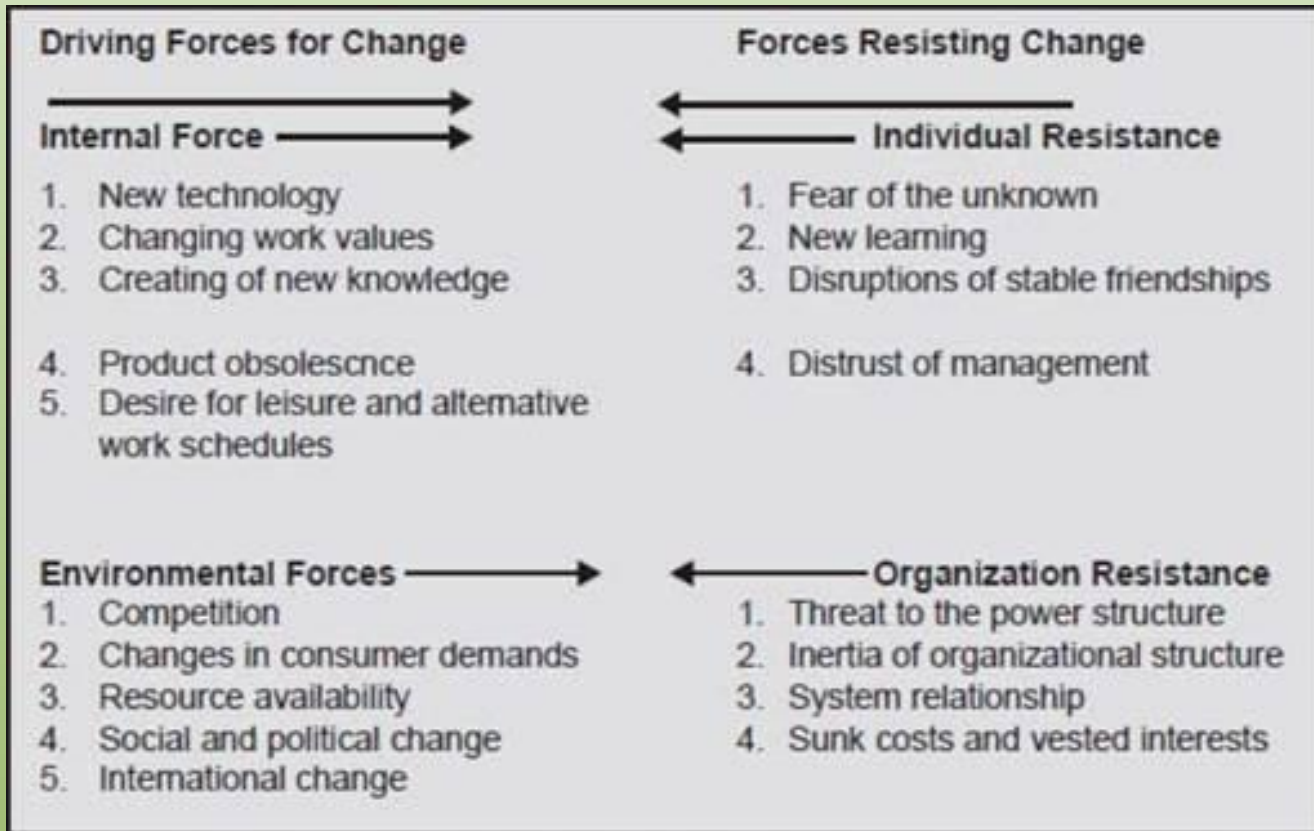 Driving Forces for Change
Forces Resisting Change
Internal Force
Individual Resistance
1. New technology
2. Changing work values
3. Creating of new knowledge
4. Product obsolescnce
5. Desire for leisure and alternative
work schedules
1. Fear of the unknown
2. New learning
3. Disruptions of stable friendships
4. Distrust of management
Environmental Forces
1. Competition
2. Changes in consumer demands
3. Resource availability
4. Social and political change
5. International change
Organization Resistance
1. Threat to the power structure
2. Inertia of organizational structure
3. System relationship
4. Sunk costs and vested interests